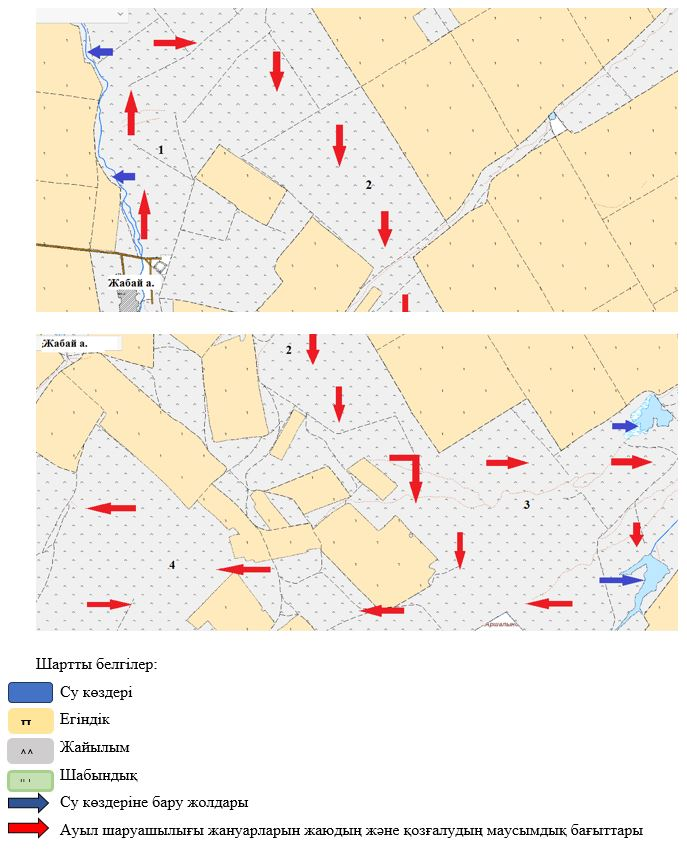 1
2
Жабай а.
Жабай а.
2
3
4
Аршалынс
Шартты белгілер:
Су көздері
Егіндік
Жайылым
Шабындық
Су көздеріне бару жолдары
Ауыл шаруашылығы жануарларын жаюдың және қозғалудың маусымдық бағыттары